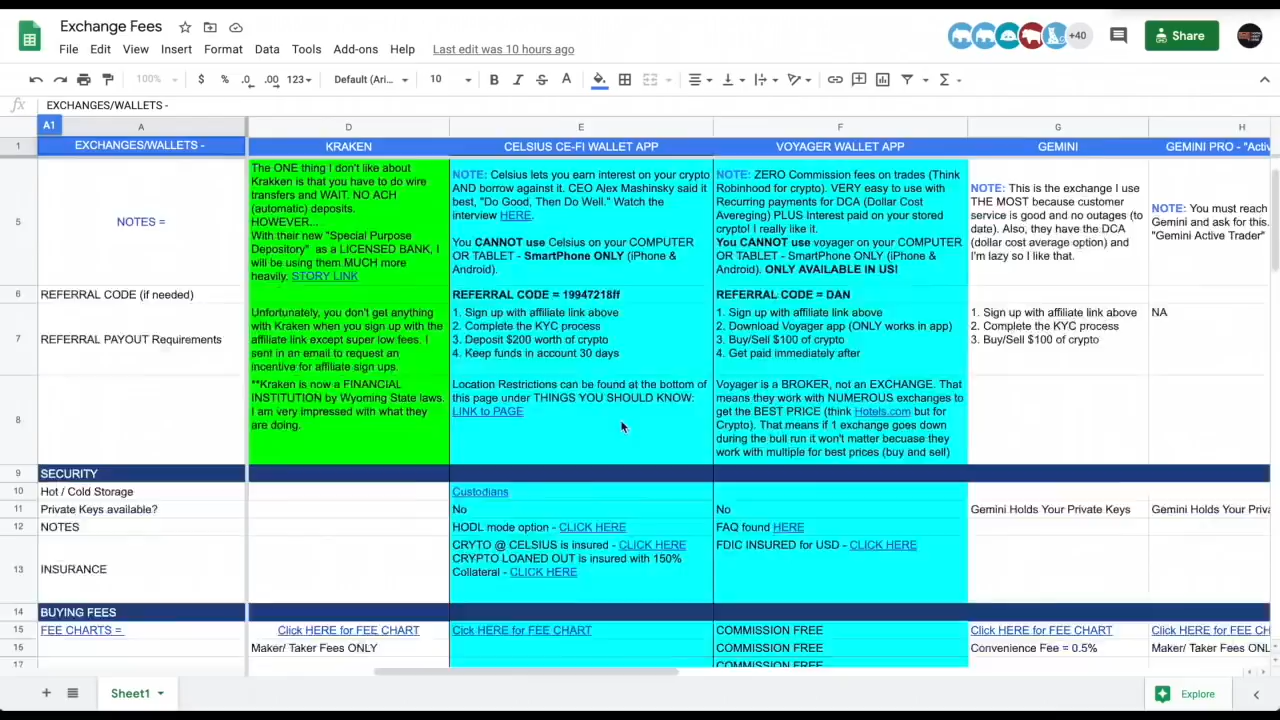 Exchange Fees
+40
Share
File Edit View Insert Format Data Tools Add-ons Help Last edit was 10 hours ago
100% $ % .0 .00 123 Default (Ari... 10 B I S A
fx EXCHANGES/WALLETS -
A1 A D E F G H
1 EXCHANGES/WALLETS - KRAKEN CELSIUS CE-FI WALLET APP VOYAGER WALLET APP GEMINI GEMINI PRO - "Activ
5 NOTES =
The ONE thing I don't like about
Krakken is that you have to do wire
transfers and WAIT. NO ACH
(automatic) deposits.
HOWEVER...
With their new "Special Purpose
Depository" as a LICENSED BANK, I
will be using them MUCH more
heavily. STORY LINK
NOTE: Celsius lets you earn interest on your crypto
AND borrow against it. CEO Alex Mashinsky said it
best, "Do Good, Then Do Well." Watch the
interview HERE.
You CANNOT use Celsius on your COMPUTER
OR TABLET - SmartPhone ONLY (iPhone &
Android).
NOTE: ZERO Commission fees on trades (Think
Robinhood for crypto). VERY easy to use with
Recurring payments for DCA (Dollar Cost
Avereging) PLUS Interest paid on your stored
crypto! I really like it.
You CANNOT use voyager on your COMPUTER
OR TABLET - SmartPhone ONLY (iPhone &
Android). ONLY AVAILABLE IN US!
NOTE: This is the exchange I use
THE MOST because customer
service is good and no outages (to
date). Also, they have the DCA
(dollar cost average option) and
I'm lazy so I like that.
NOTE: You must reach
Gemini and ask for this.
"Gemini Active Trader"
6 REFERRAL CODE (if needed) REFERRAL CODE = 19947218ff REFERRAL CODE = DAN
7 REFERRAL PAYOUT Requirements
Unfortunately, you don't get anything
with Kraken when you sign up with the
affiliate link except super low fees. I
sent in an email to request an
incentive for affiliate sign ups.
1. Sign up with affiliate link above
2. Complete the KYC process
3. Deposit $200 worth of crypto
4. Keep funds in account 30 days
1. Sign up with affiliate link above
2. Download Voyager app (ONLY works in app)
3. Buy/Sell $100 of crypto
4. Get paid immediately after
1. Sign up with affiliate link above
2. Complete the KYC process
3. Buy/Sell $100 of crypto
NA
8
**Kraken is now a FINANCIAL
INSTITUTION by Wyoming State laws.
I am very impressed with what they
are doing.
Location Restrictions can be found at the bottom of
this page under THINGS YOU SHOULD KNOW:
LINK to PAGE
Voyager is a BROKER, not an EXCHANGE. That
means they work with NUMEROUS exchanges to
get the BEST PRICE (think Hotels.com but for
Crypto). That means if 1 exchange goes down
during the bull run it won't matter becuase they
work with multiple for best prices (buy and sell)
9 SECURITY
10 Hot / Cold Storage Custodians
11 Private Keys available? No No Gemini Holds Your Private Keys Gemini Holds Your Priva
12 NOTES HODL mode option - CLICK HERE FAQ found HERE
13 INSURANCE
CRYTO @ CELSIUS is insured - CLICK HERE
CRYPTO LOANED OUT is insured with 150%
Collateral - CLICK HERE
FDIC INSURED for USD - CLICK HERE
14 BUYING FEES
15 FEE CHARTS = Click HERE for FEE CHART Cick HERE for FEE CHART COMMISSION FREE Click HERE for FEE CHART Click HERE for FEE CH
16 Maker/ Taker Fees ONLY COMMISSION FREE Convenience Fee = 0.5% Maker/ Taker Fees ONL
17 COMMISSION FREE
Sheet1
Explore